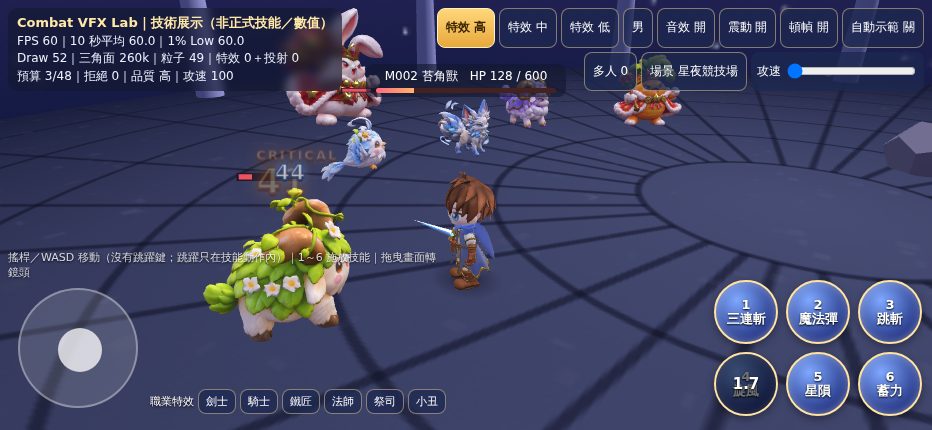 Combat VFX Lab｜技術展示（非正式技能／數值）
FPS 60｜10 秒平均 60.0｜1% Low 60.0
Draw 52｜三角面 260k｜粒子 49｜特效 0＋投射 0
預算 3/48｜拒絕 0｜品質 高｜攻速 100
特效 高
特效 中
特效 低
男
音效 開
震動 開
頓幀 開
自動示範 關
多人 0
場景 星夜競技場
攻速
M002 苔角獸 HP 128 / 600
CRITICAL
44
搖桿／WASD 移動（沒有跳躍鍵；跳躍只在技能動作內）｜1～6 施放技能｜拖曳畫面轉
鏡頭
1
三連斬
2
魔法彈
3
跳斬
1.7
旋風
5
星隕
6
蓄力
職業特效
劍士
騎士
鐵匠
法師
祭司
小丑